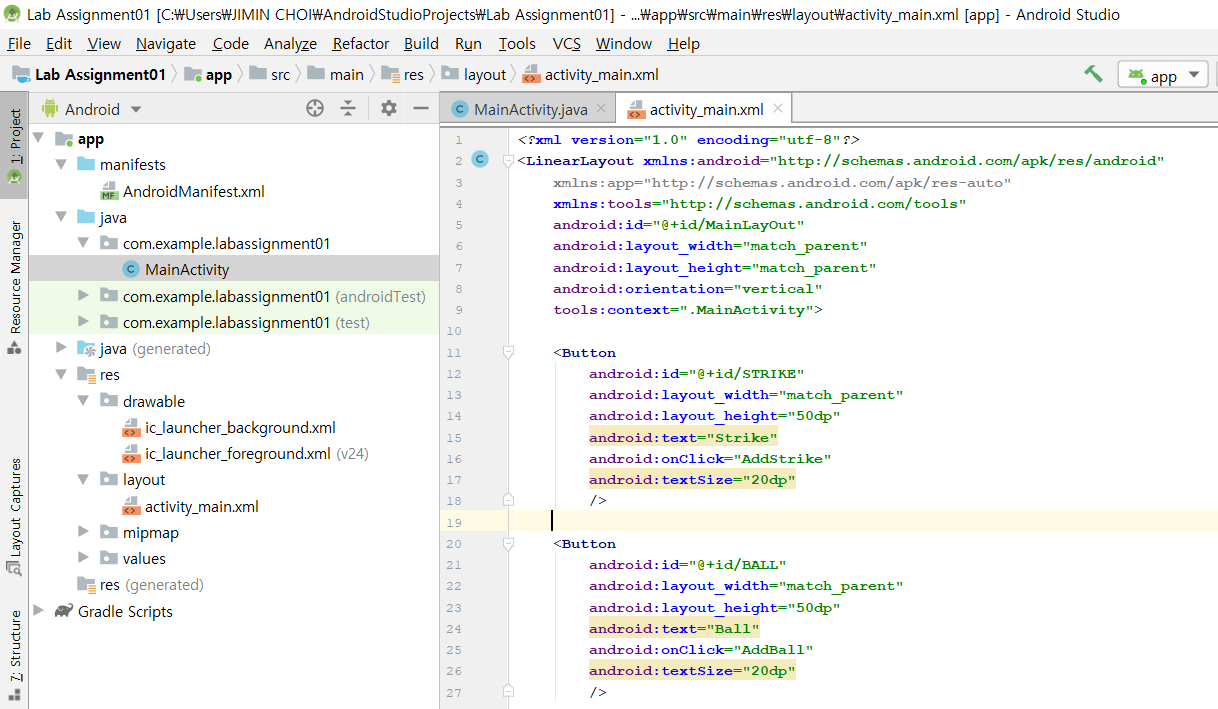 Lab Assignment01 [C:₩Users₩JIMIN CHOI₩AndroidStudioProjects₩Lab Assignment01] - ...₩app₩src₩main₩res₩layout₩activity_main.xml [app] - Android Studio
File Edit View Navigate Code Analyze Refactor Build Run Tools VCS Window Help
Lab Assignment01 app src main res layout activity_main.xml app
1: Project
Resource Manager
Layout Captures
7: Structure
Android
app
manifests
MF AndroidManifest.xml
java
com.example.labassignment01
C MainActivity
com.example.labassignment01 (androidTest)
com.example.labassignment01 (test)
java (generated)
res
drawable
ic_launcher_background.xml
ic_launcher_foreground.xml (v24)
layout
activity_main.xml
mipmap
values
res (generated)
Gradle Scripts
C MainActivity.java activity_main.xml
1 <?xml version="1.0" encoding="utf-8"?>
2 C <LinearLayout xmlns:android="http://schemas.android.com/apk/res/android"
3 xmlns:app="http://schemas.android.com/apk/res-auto"
4 xmlns:tools="http://schemas.android.com/tools"
5 android:id="@+id/MainLayOut"
6 android:layout_width="match_parent"
7 android:layout_height="match_parent"
8 android:orientation="vertical"
9 tools:context=".MainActivity">
10
11 <Button
12 android:id="@+id/STRIKE"
13 android:layout_width="match_parent"
14 android:layout_height="50dp"
15 android:text="Strike"
16 android:onClick="AddStrike"
17 android:textSize="20dp"
18 />
19
20 <Button
21 android:id="@+id/BALL"
22 android:layout_width="match_parent"
23 android:layout_height="50dp"
24 android:text="Ball"
25 android:onClick="AddBall"
26 android:textSize="20dp"
27 />